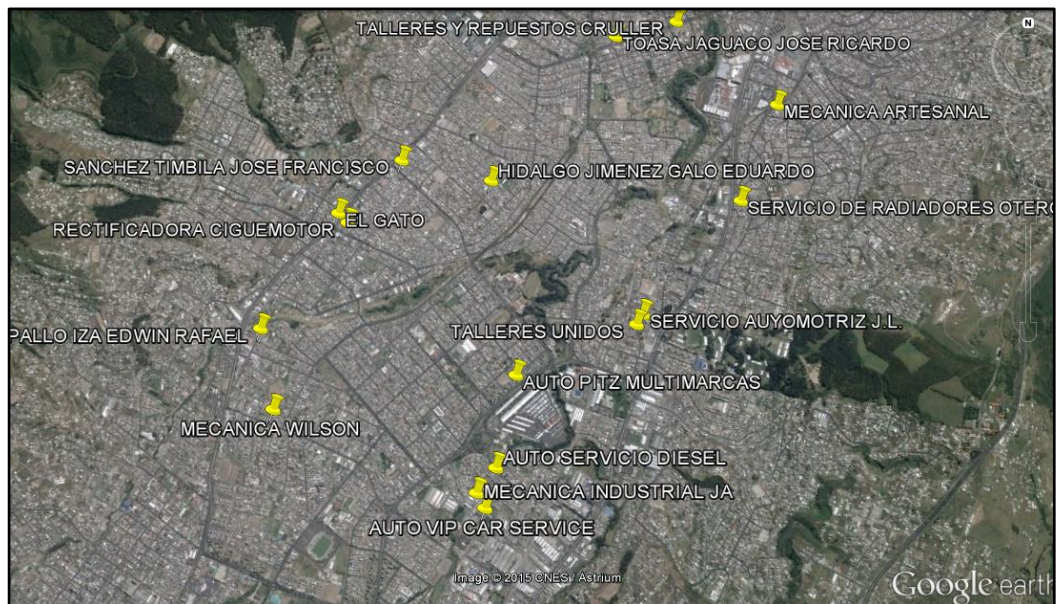 N
TALLERES Y REPUESTOS CRULLER
TOASA JAGUACO JOSE RICARDO
MECANICA ARTESANAL
SANCHEZ TIMBILA JOSE FRANCISCO
HIDALGO JIMENEZ GALO EDUARDO
SERVICIO DE RADIADORES OTERO
EL GATO
RECTIFICADORA CIGUEMOTOR
TALLERES UNIDOS
SERVICIO AUYOMOTRIZ J.L.
PALLO IZA EDWIN RAFAEL
AUTO PITZ MULTIMARCAS
MECANICA WILSON
AUTO SERVICIO DIESEL
MECANICA INDUSTRIAL JA
AUTO VIP CAR SERVICE
Image © 2015 CNES / Astrium
Google earth